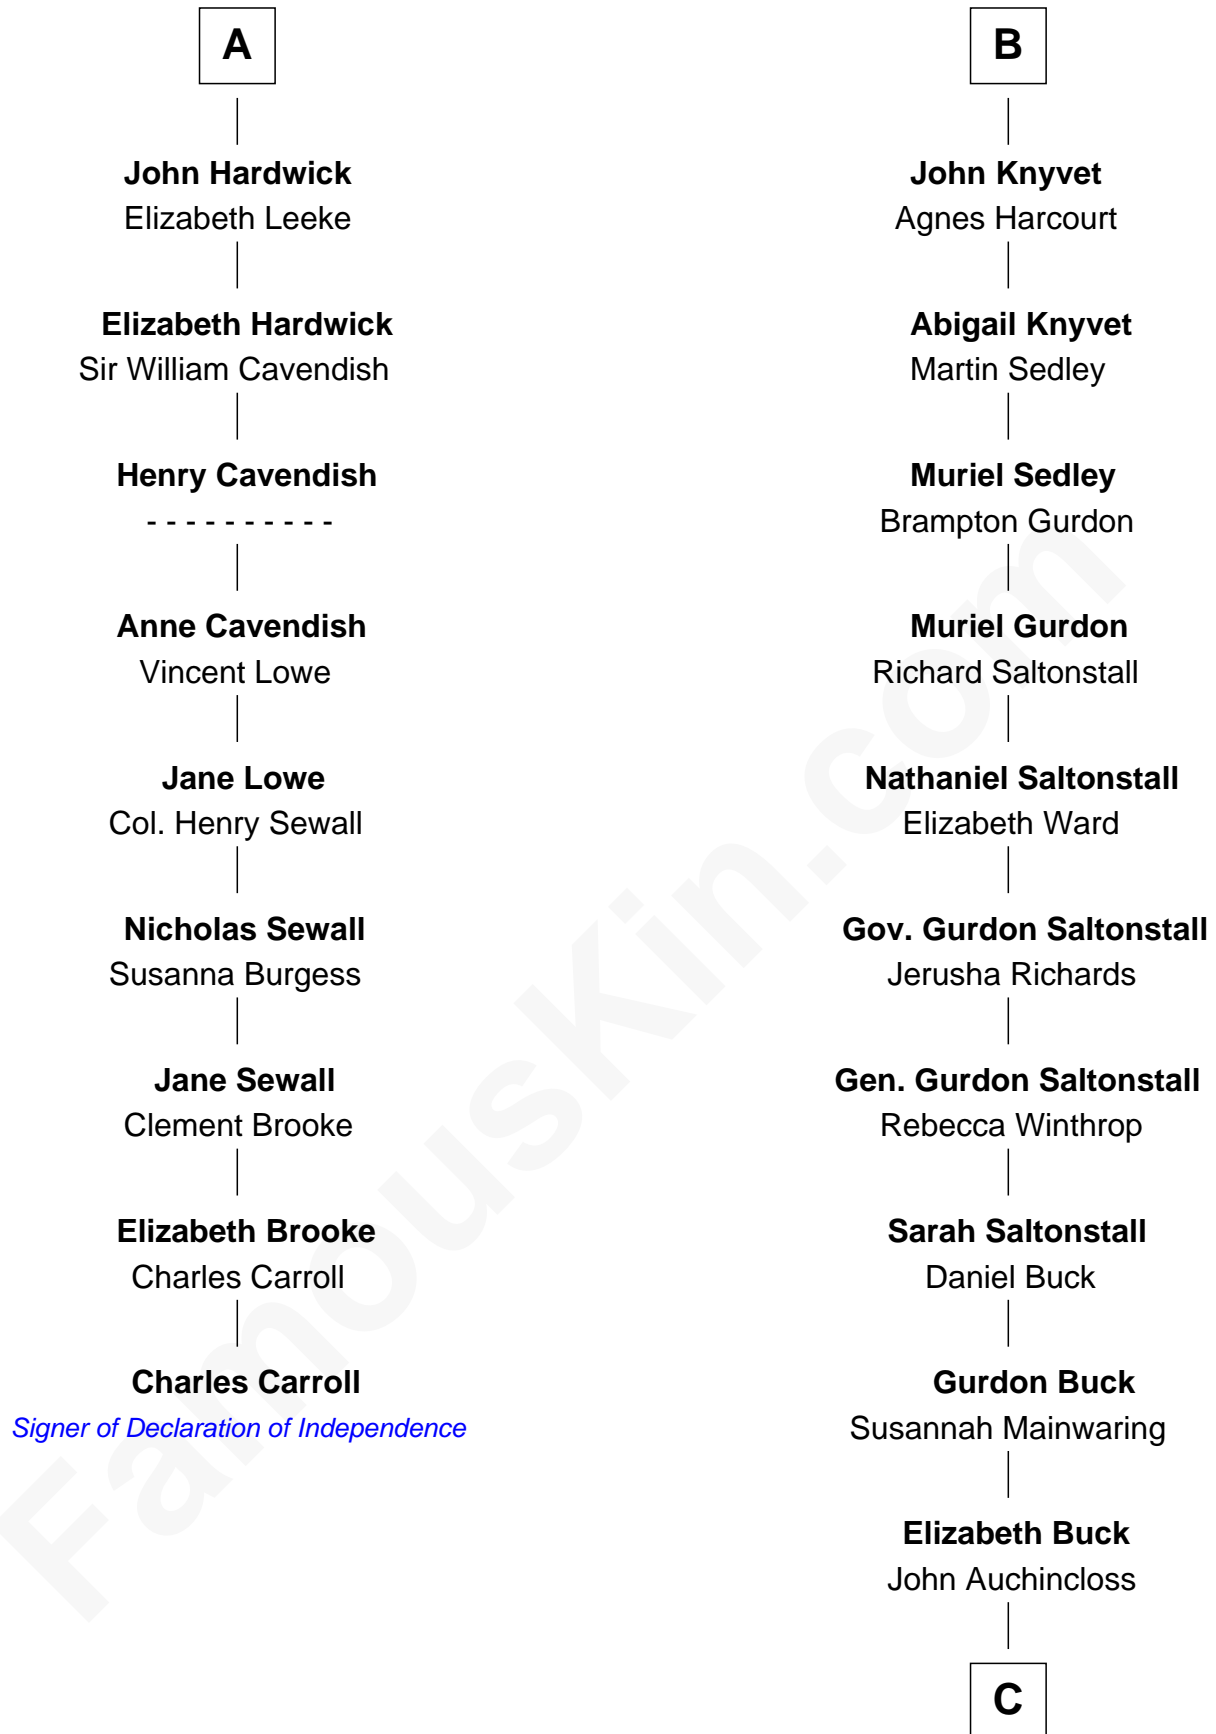 A
John Hardwick
Elizabeth Leeke
Elizabeth Hardwick
Sir William Cavendish
Henry Cavendish
- - - - - - - - - -
Anne Cavendish
Vincent Lowe
Jane Lowe
Col. Henry Sewall
Nicholas Sewall
Susanna Burgess
Jane Sewall
Clement Brooke
Elizabeth Brooke
Charles Carroll
Charles Carroll
Signer of Declaration of Independence
B
John Knyvet
Agnes Harcourt
Abigail Knyvet
Martin Sedley
Muriel Sedley
Brampton Gurdon
Muriel Gurdon
Richard Saltonstall
Nathaniel Saltonstall
Elizabeth Ward
Gov. Gurdon Saltonstall
Jerusha Richards
Gen. Gurdon Saltonstall
Rebecca Winthrop
Sarah Saltonstall
Daniel Buck
Gurdon Buck
Susannah Mainwaring
Elizabeth Buck
John Auchincloss
C
FamousKin.com